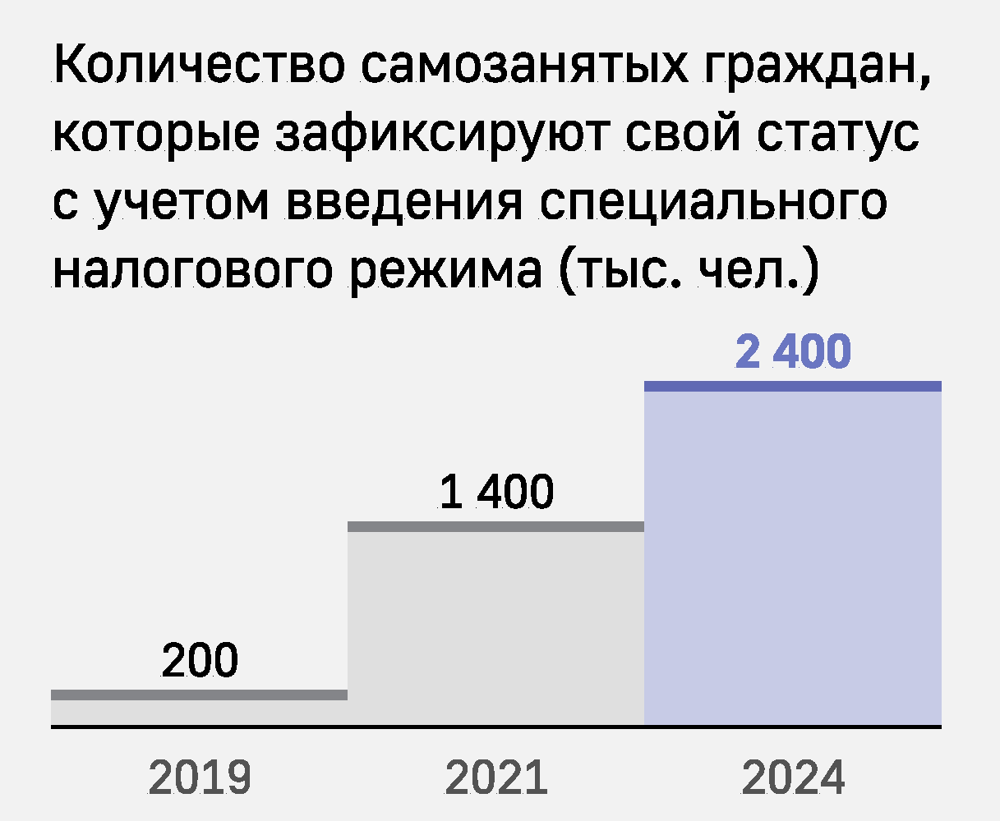 Количество самозанятых граждан,
которые зафиксируют свой статус
с учетом введения специального
налогового режима (тыс. чел.)
2 400
1 400
200
2019
2021
2024